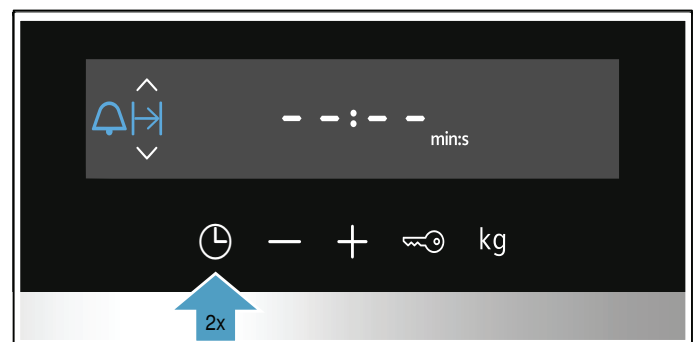 – –:– – min:s
kg
2x